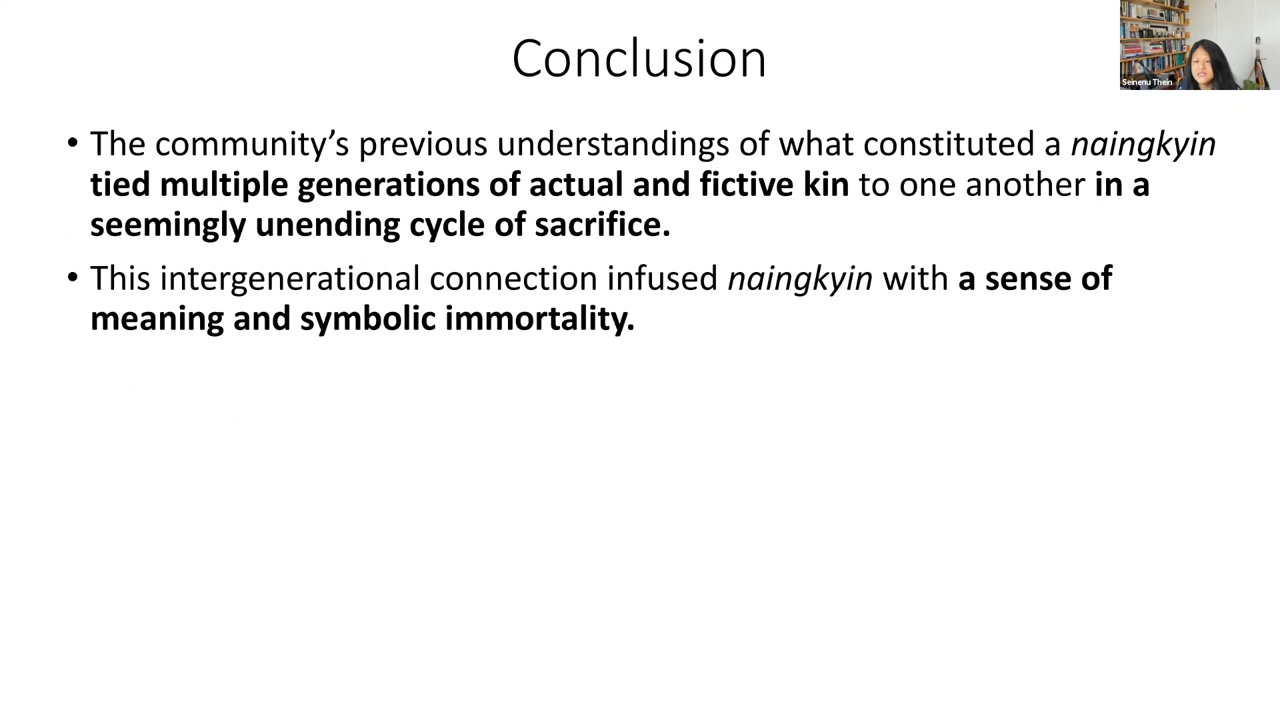 Conclusion
Seinenu Thein
• The community’s previous understandings of what constituted a naingkyin
tied multiple generations of actual and fictive kin to one another in a
seemingly unending cycle of sacrifice.
• This intergenerational connection infused naingkyin with a sense of
meaning and symbolic immortality.